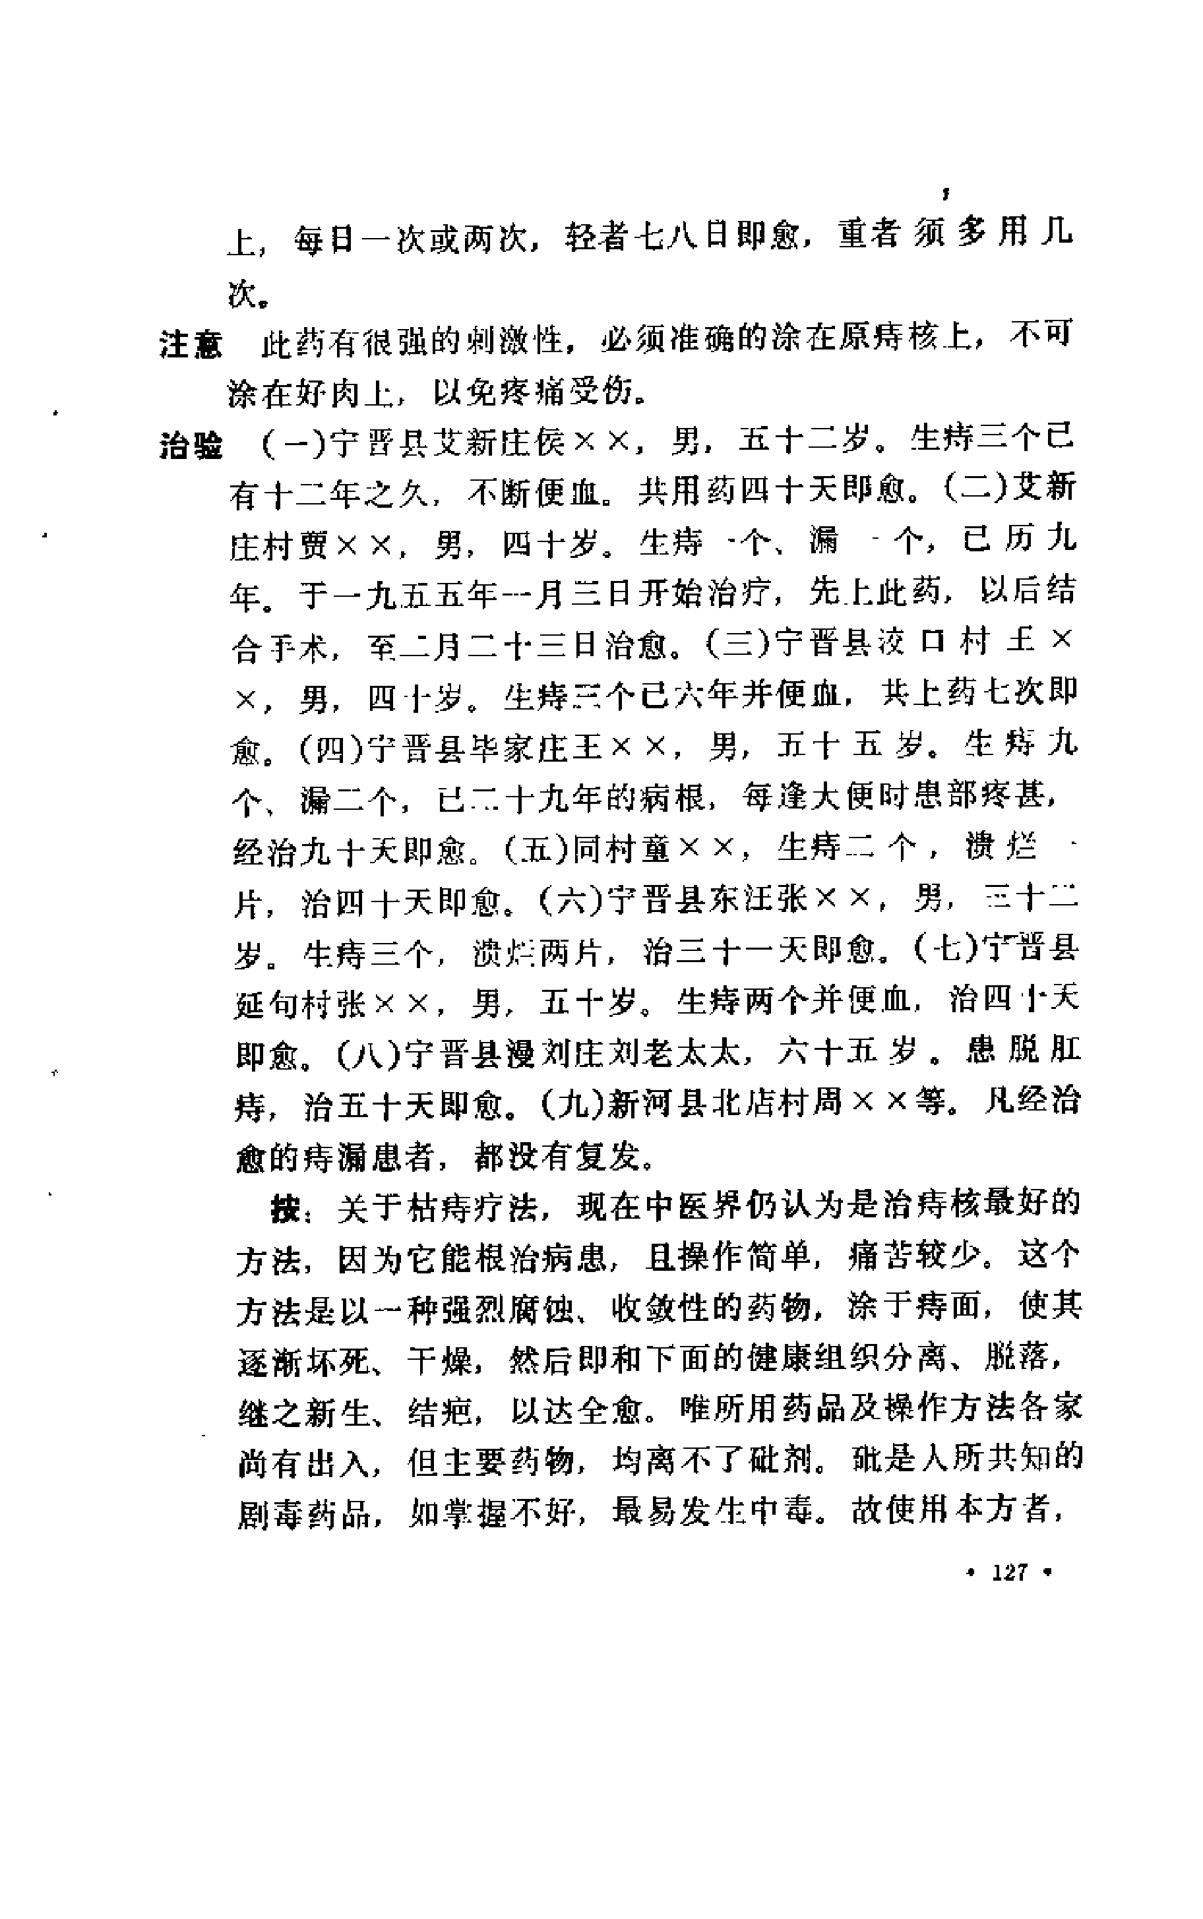 上，每日一次或两次，轻者七八日即愈，重者须多用几
次。
注意　此药有很强的刺激性，必须准确的涂在原痔核上，不可
涂在好肉上，以免疼痛受伤。
治验　(一)宁晋县艾新庄侯××，男，五十二岁。生痔三个已
有十二年之久，不断便血。共用药四十天即愈。(二)艾新
庄村贾××，男，四十岁。生痔一个、漏一个，已历九
年。于一九五五年一月三日开始治疗，先上此药，以后结
合手术，至二月二十三日治愈。(三)宁晋县洨口村王×
×，男，四十岁。生痔三个已六年并便血，共上药七次即
愈。(四)宁晋县毕家庄王××，男，五十五岁。生痔九
个、漏二个，已二十九年的病根，每逢大便时患部疼甚，
经治九十天即愈。(五)同村童××，生痔二个，溃烂一
片，治四十天即愈。(六)宁晋县东汪张××，男，三十二
岁。生痔三个，溃烂两片，治三十一天即愈。(七)宁晋县
延旬村张××，男，五十岁。生痔两个并便血，治四十天
即愈。(八)宁晋县漫刘庄刘老太太，六十五岁。患脱肛
痔，治五十天即愈。(九)新河县北店村周××等。凡经治
愈的痔漏患者，都没有复发。
按：关于枯痔疗法，现在中医界仍认为是治痔核最好的
方法，因为它能根治病患，且操作简单，痛苦较少。这个
方法是以一种强烈腐蚀、收敛性的药物，涂于痔面，使其
逐渐坏死、干燥，然后即和下面的健康组织分离、脱落，
继之新生、结疤，以达全愈。唯所用药品及操作方法各家
尚有出入，但主要药物，均离不了砒剂。砒是人所共知的
剧毒药品，如掌握不好，最易发生中毒。故使用本方者，
• 127 •